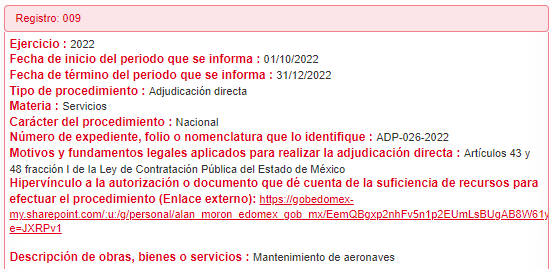 Registro: 009
Ejercicio : 2022
Fecha de inicio del periodo que se informa : 01/10/2022
Fecha de término del periodo que se informa : 31/12/2022
Tipo de procedimiento : Adjudicación directa
Materia : Servicios
Carácter del procedimiento : Nacional
Número de expediente, folio o nomenclatura que lo identifique : ADP-026-2022
Motivos y fundamentos legales aplicados para realizar la adjudicación directa : Artículos 43 y
48 fracción I de la Ley de Contratación Pública del Estado de México
Hipervínculo a la autorización o documento que dé cuenta de la suficiencia de recursos para
efectuar el procedimiento (Enlace externo): https://gobedomex-
my.sharepoint.com/:u:/g/personal/alan_moron_edomex_gob_mx/EemQBgxp2nhFv5n1p2EUmLsBUgAB8W61y
e=JXRPv1
Descripción de obras, bienes o servicios : Mantenimiento de aeronaves